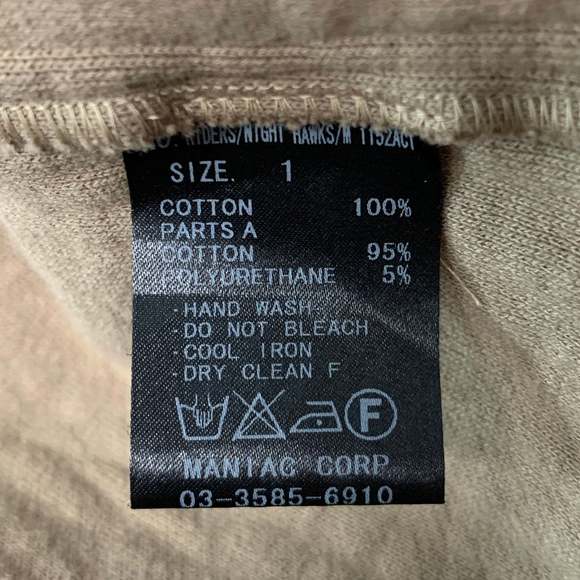 RIDERS/NIGHT HAWKS/M 1152AC
SIZE. 1
COTTON 100%
PARTS A
COTTON 95%
POLYURETHANE 5%
·HAND WASH
·DO NOT BLEACH
·COOL IRON
·DRY CLEAN F
F
MANIAC CORP
03-3585-6910